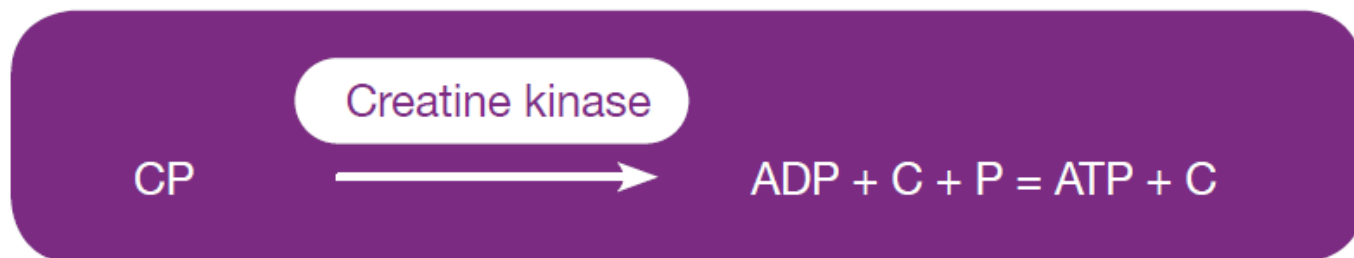 Creatine kinase
CP ADP + C + P = ATP + C